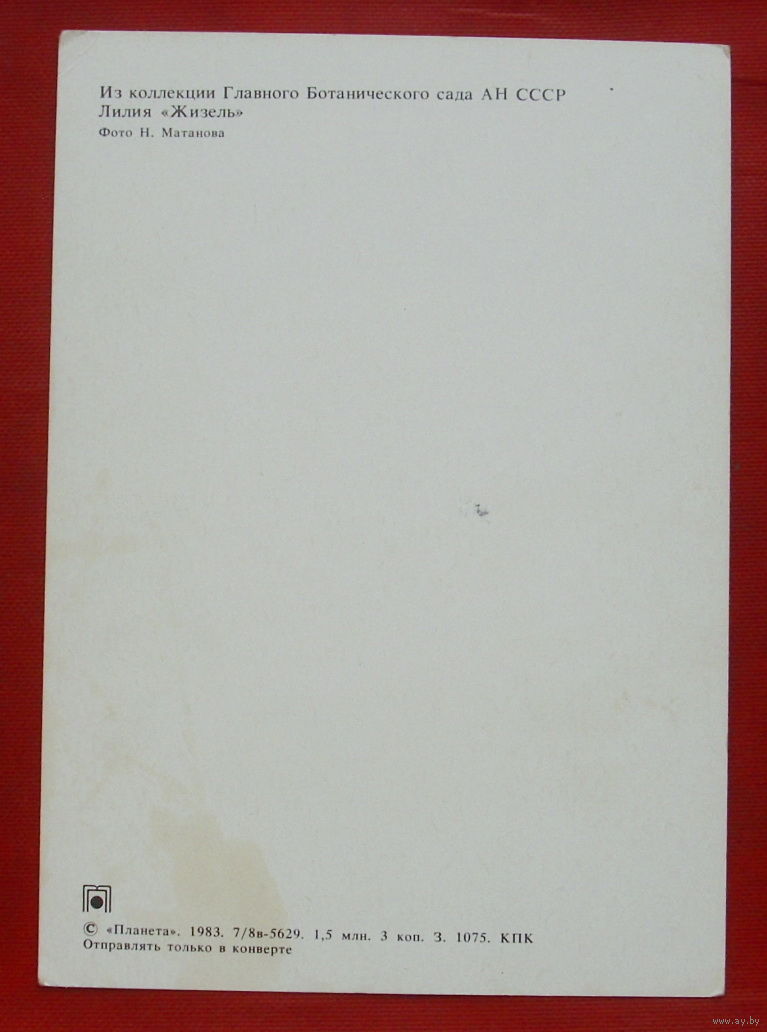 Из коллекции Главного Ботанического сада АН СССР
Лилия «Жизель»
Фото Н. Матанова
© «Планета». 1983. 7/8в-5629. 1,5 млн. 3 коп. З. 1075. КПК
Отправлять только в конверте
www.ay.by